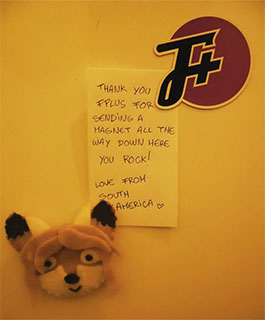 F+
THANK YOU
FPLUS FOR
SENDING A
MAGNET ALL THE
WAY DOWN HERE
YOU ROCK!
LOVE FROM
SOUTH
AMERICA ♡